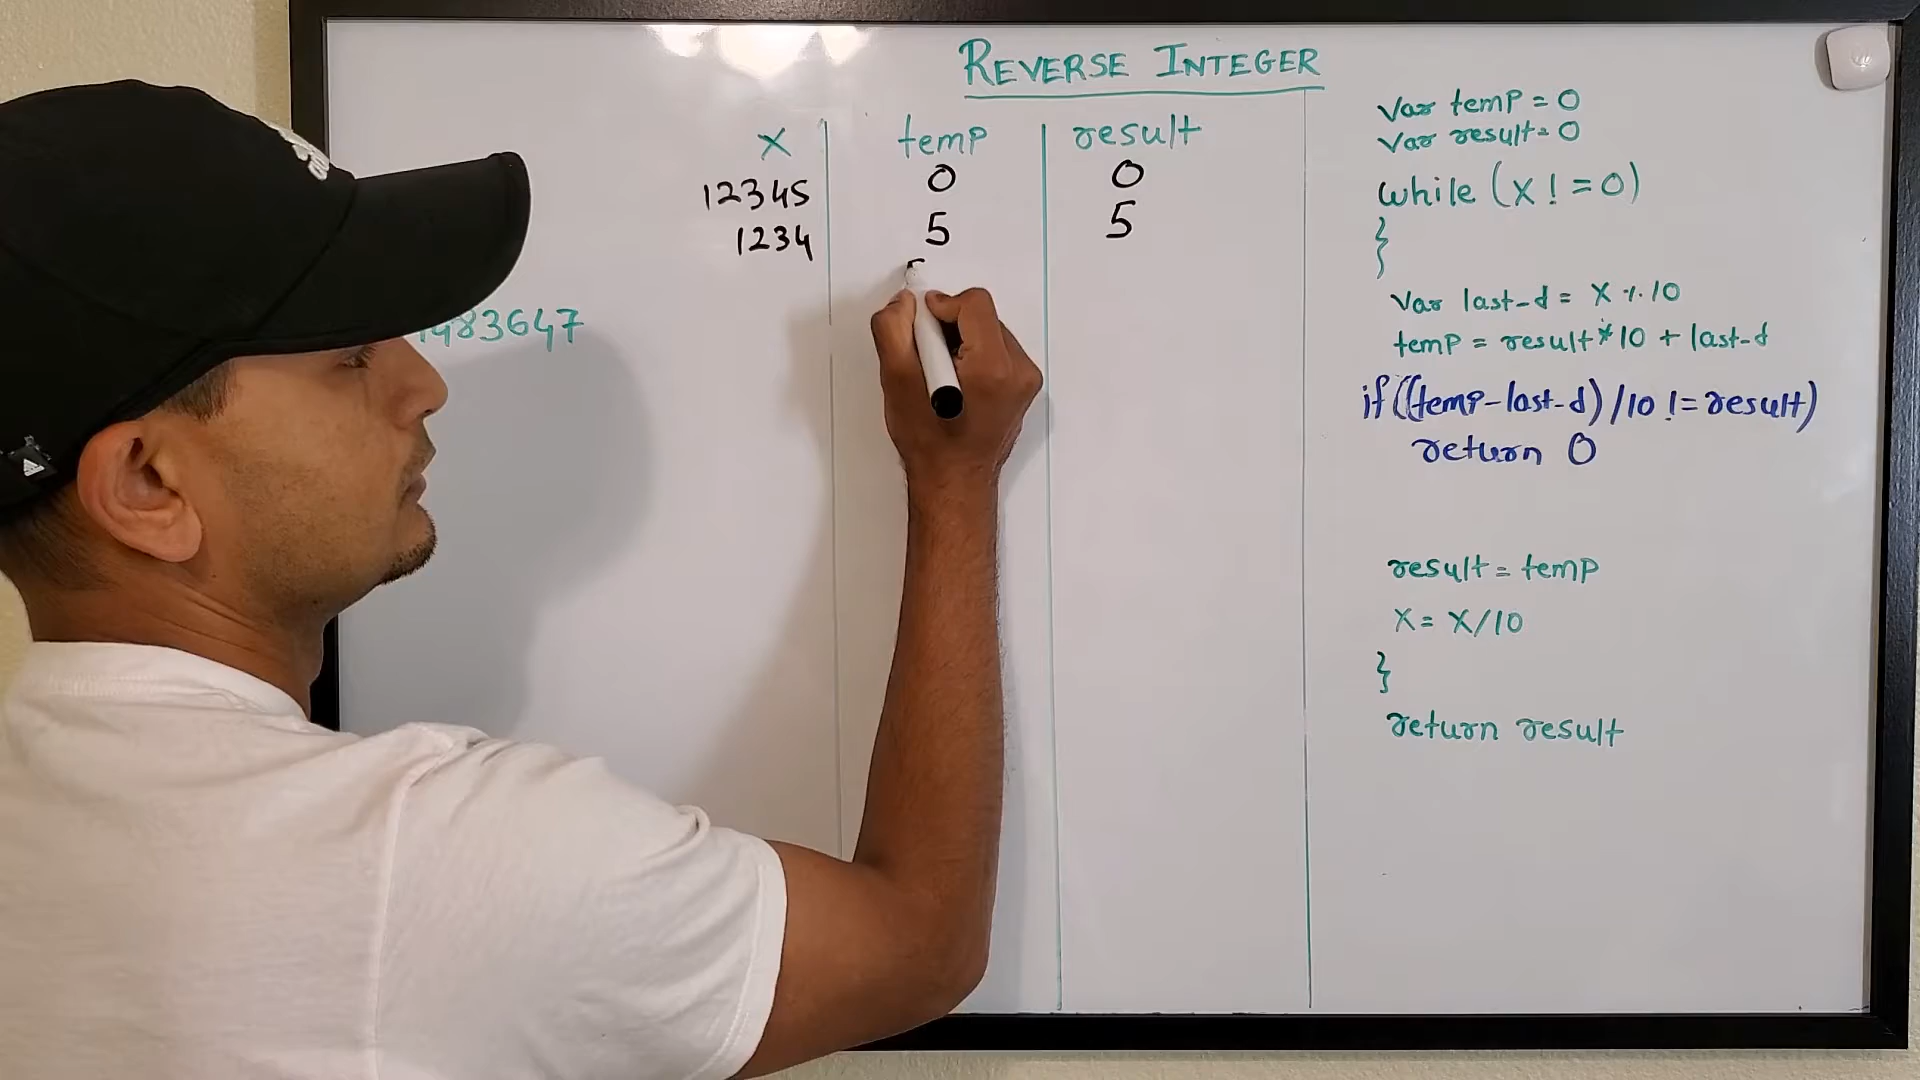 REVERSE INTEGER
x temp result
12345 0 0
1234 5 5
483647
var temp = 0
var result = 0
while (x ! = 0)
}
var last-d = x % 10
temp = result * 10 + last-d
if ((temp-last-d) /10 != result)
return 0
result = temp
x = x/10
}
return result